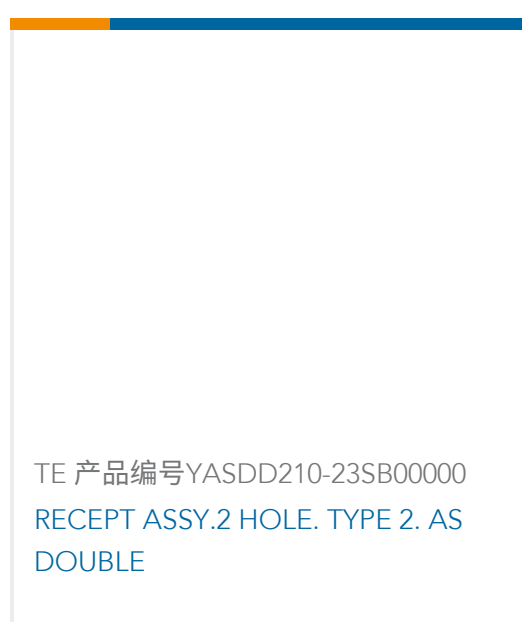 TE 产品编号YASDD210-23SB00000
RECEPT ASSY.2 HOLE. TYPE 2. AS
DOUBLE